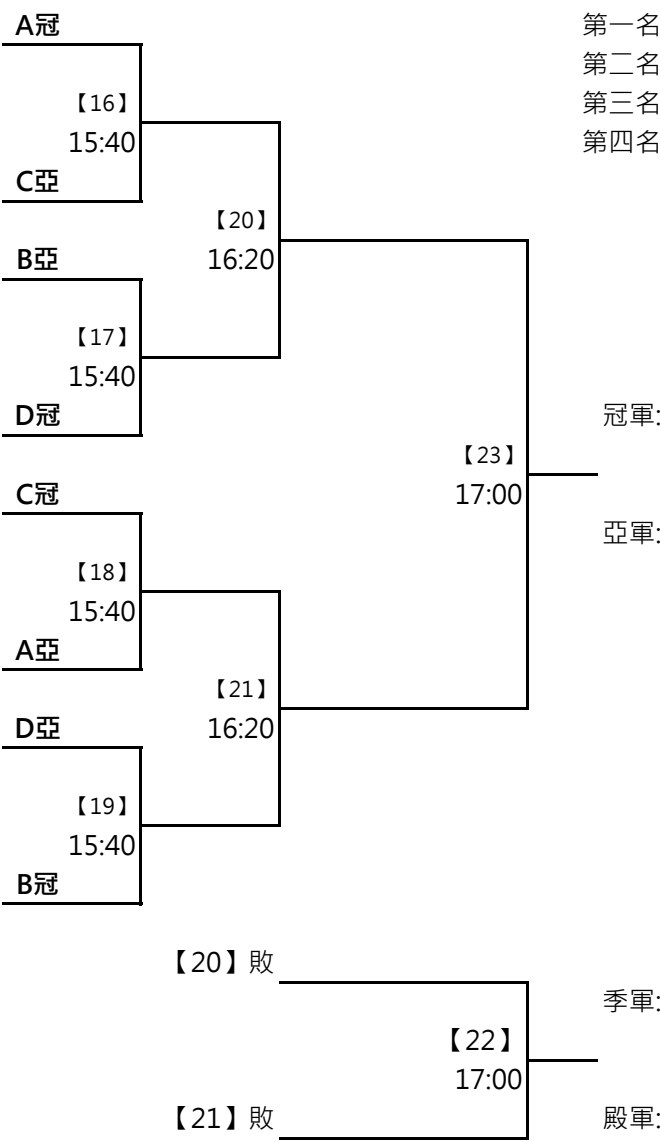 A冠
第一名
第二名
【16】
第三名
15:40
第四名
C亞
【20】
B亞
16:20
【17】
15:40
D冠
冠軍:
【23】
C冠
17:00
亞軍:
【18】
15:40
A亞
【21】
D亞
16:20
【19】
15:40
B冠
【20】敗
季軍:
【22】
17:00
【21】敗
殿軍: